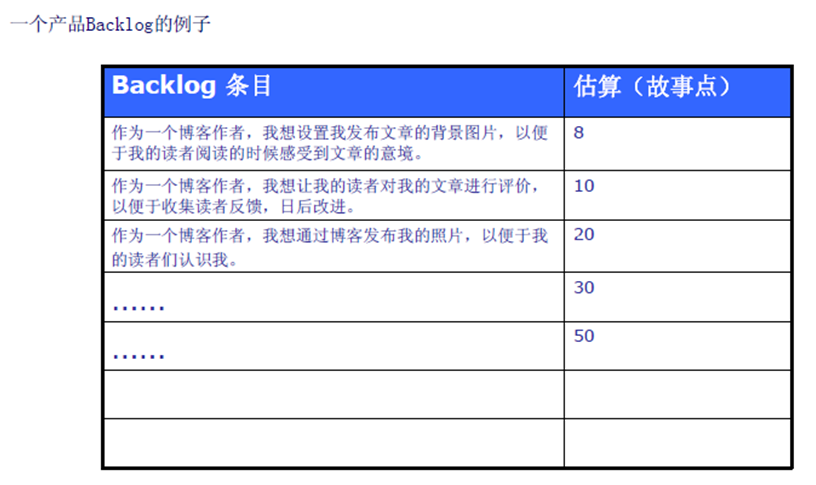 一个产品Backlog的例子
Backlog 条目 估算（故事点）
作为一个博客作者，我想设置我发布文章的背景图片，以便 8
于我的读者阅读的时候感受到文章的意境。
作为一个博客作者，我想让我的读者对我的文章进行评价， 10
以便于收集读者反馈，日后改进。
作为一个博客作者，我想通过博客发布我的照片，以便于我 20
的读者们认识我。
...... 30
...... 50